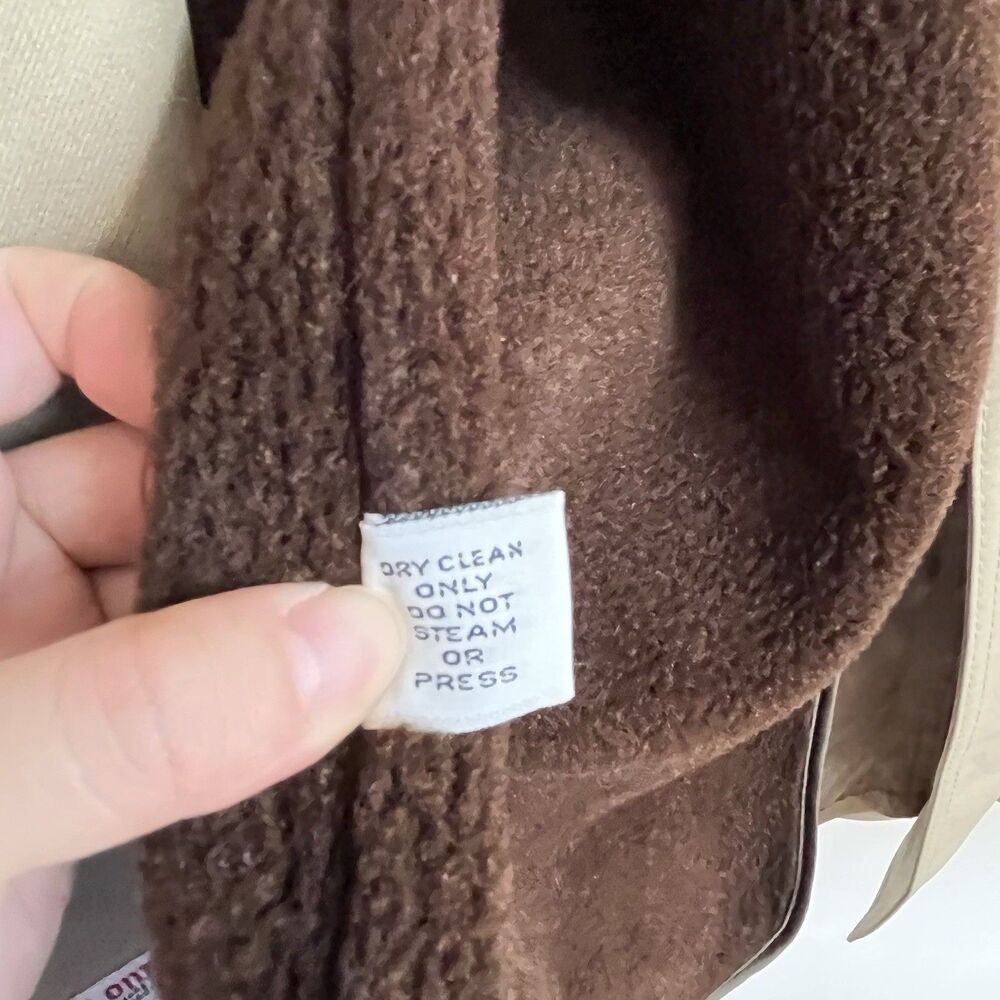 DRY CLEAN
ONLY
DO NOT
STEAM
OR
PRESS